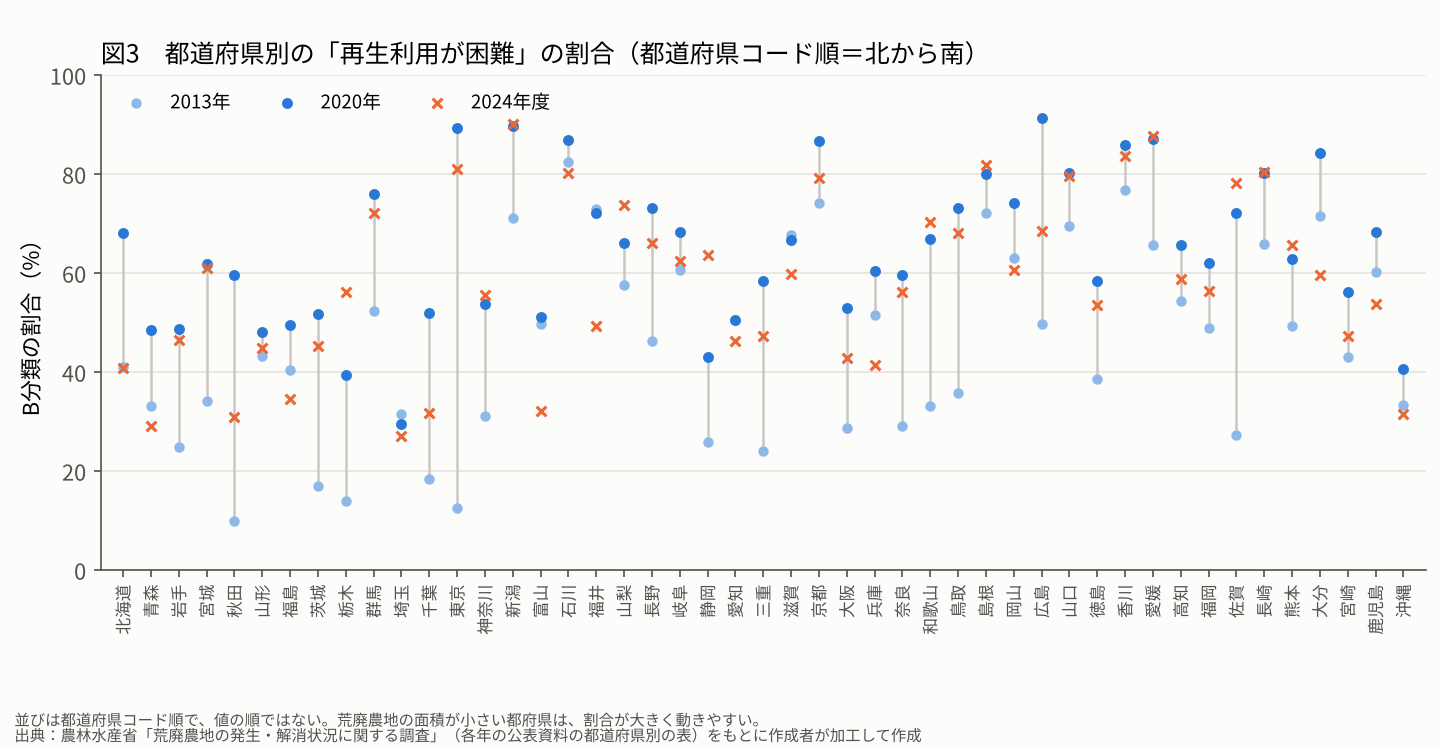 図3　都道府県別の「再生利用が困難」の割合（都道府県コード順＝北から南）
2013年
2020年
2024年度
B分類の割合（%）
100
80
60
40
20
0
北海道
青森
岩手
宮城
秋田
山形
福島
茨城
栃木
群馬
埼玉
千葉
東京
神奈川
新潟
富山
石川
福井
山梨
長野
岐阜
静岡
愛知
三重
滋賀
京都
大阪
兵庫
奈良
和歌山
鳥取
島根
岡山
広島
山口
徳島
香川
愛媛
高知
福岡
佐賀
長崎
熊本
大分
宮崎
鹿児島
沖縄
並びは都道府県コード順で、値の順ではない。荒廃農地の面積が小さい都府県は、割合が大きく動きやすい。
出典：農林水産省「荒廃農地の発生・解消状況に関する調査」（各年の公表資料の都道府県別の表）をもとに作成者が加工して作成